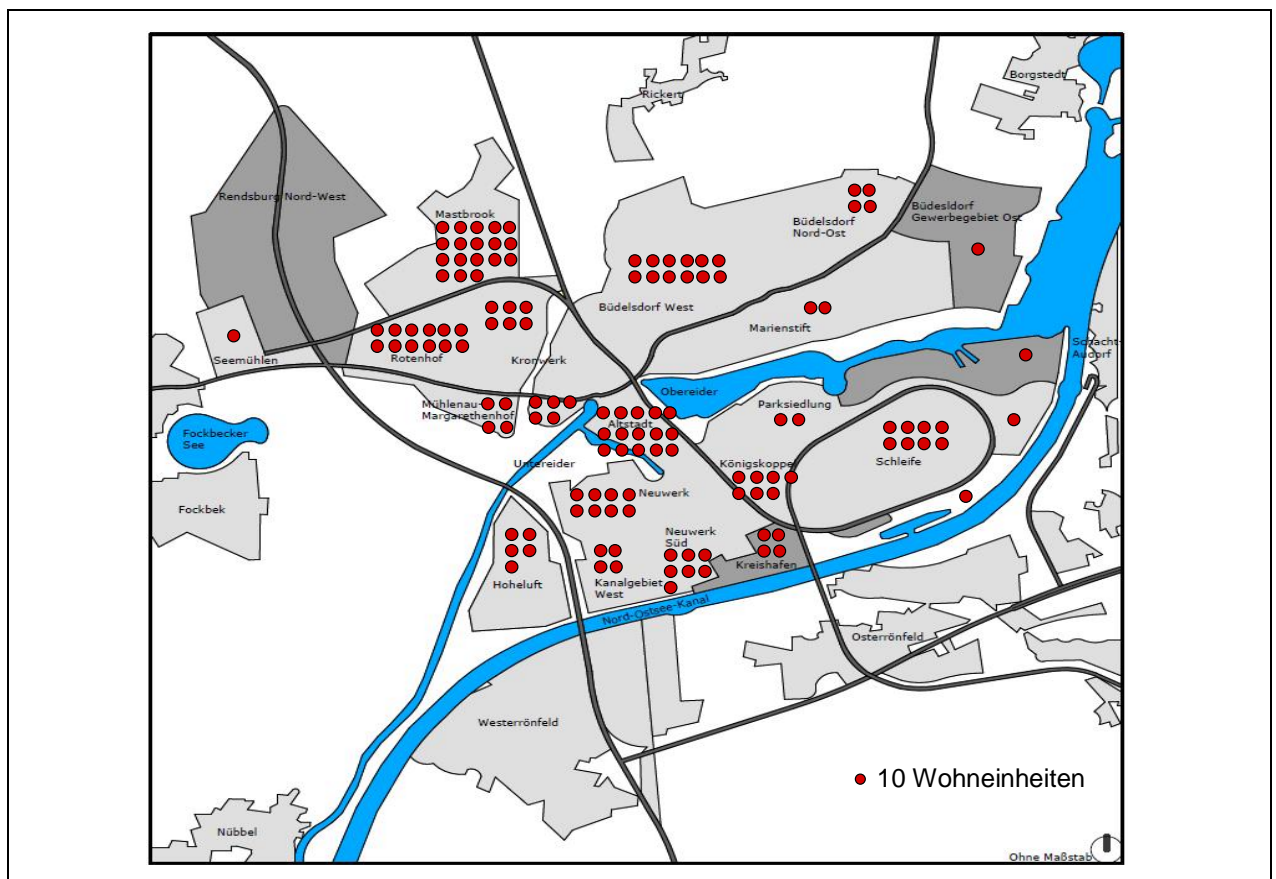 Borgstedt
Rickert
Rendsburg Nord-West
Mastbrook
Büdelsdorf
Nord-Ost
Büdesldorf
Gewerbegebiet Ost
Büdelsdorf West
Marienstift
Seemühlen
Rotenhof
Kronwerk
Schacht-
Audorf
Obereider
Mühlenau-
Margarethenhof
Parksiedlung
Altstadt
Fockbecker
See
Untereider
Königskoppel
Schleife
Neuwerk
Fockbek
Neuwerk
Süd
Kreishafen
Hoheluft
Kanalgebiet
West
Nord-Ostsee-Kanal
Osterrönfeld
Westerrönfeld
10 Wohneinheiten
Nübbel
Ohne Maßstab